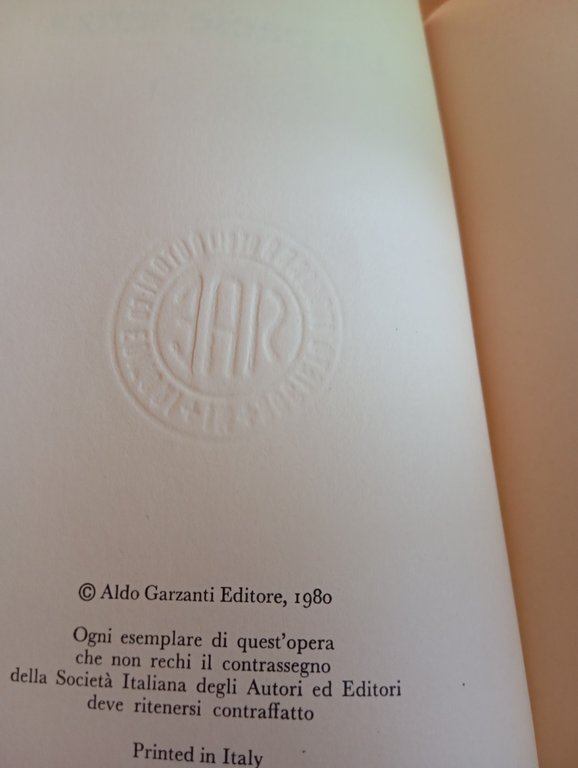 © Aldo Garzanti Editore, 1980
Ogni esemplare di quest'opera
che non rechi il contrassegno
della Società Italiana degli Autori ed Editori
deve ritenersi contraffatto
Printed in Italy